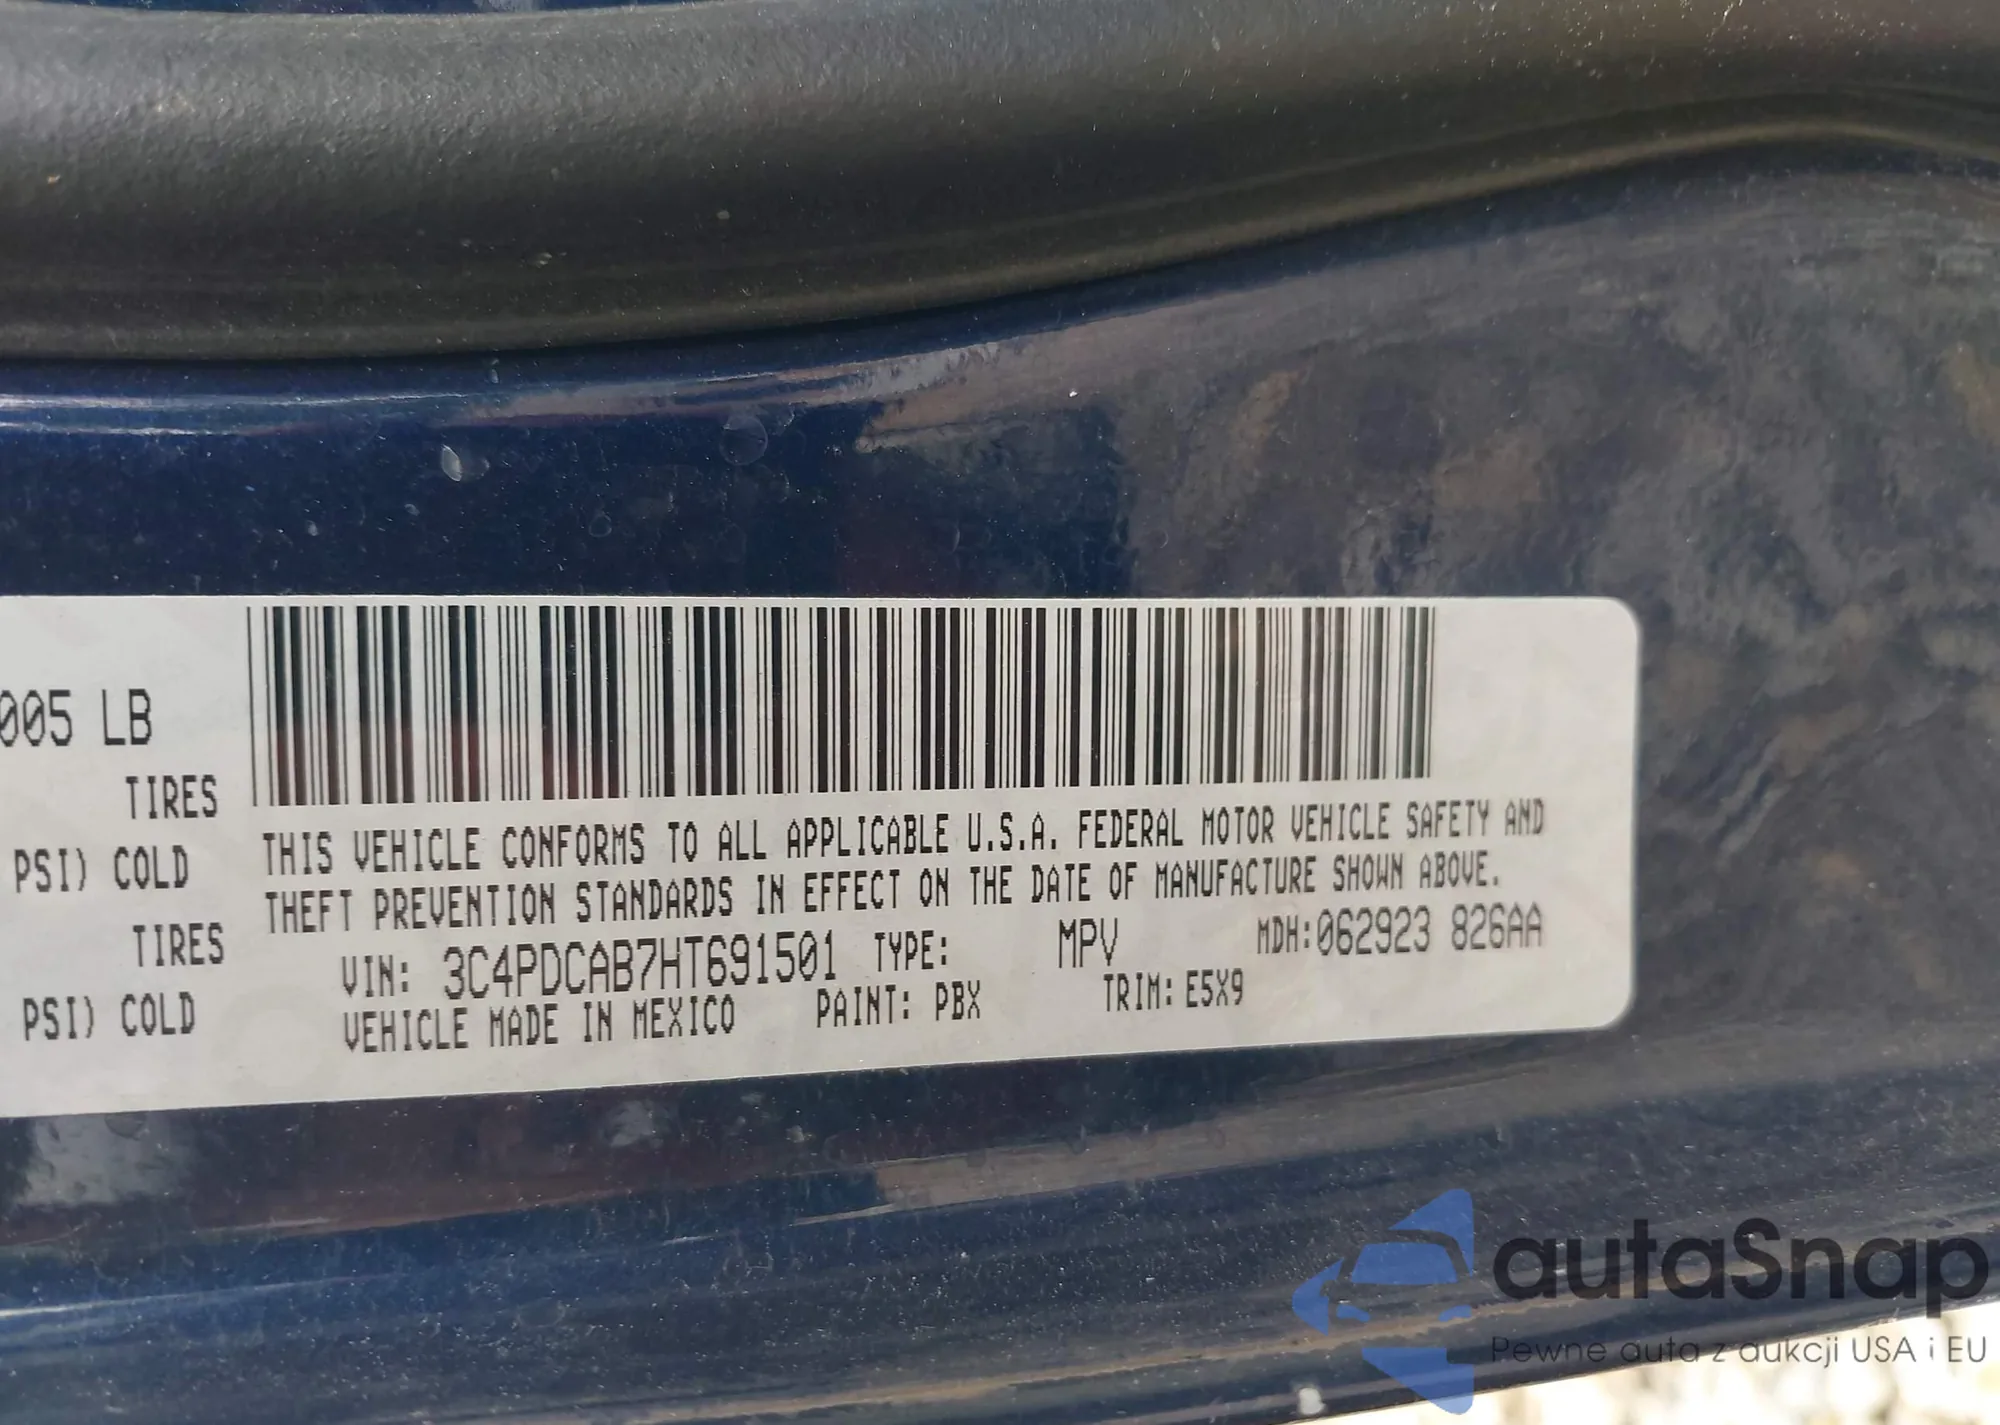 005 LB
TIRES
PSI) COLD
TIRES
PSI) COLD
THIS VEHICLE CONFORMS TO ALL APPLICABLE U.S.A. FEDERAL MOTOR VEHICLE SAFETY AND
THEFT PREVENTION STANDARDS IN EFFECT ON THE DATE OF MANUFACTURE SHOWN ABOVE.
VIN: 3C4PDCAB7HT691501 TYPE: MPV MDH:062923 826AA
VEHICLE MADE IN MEXICO PAINT: PBX TRIM: E5X9
autaSnap
Pewne auta z aukcji USA i EU